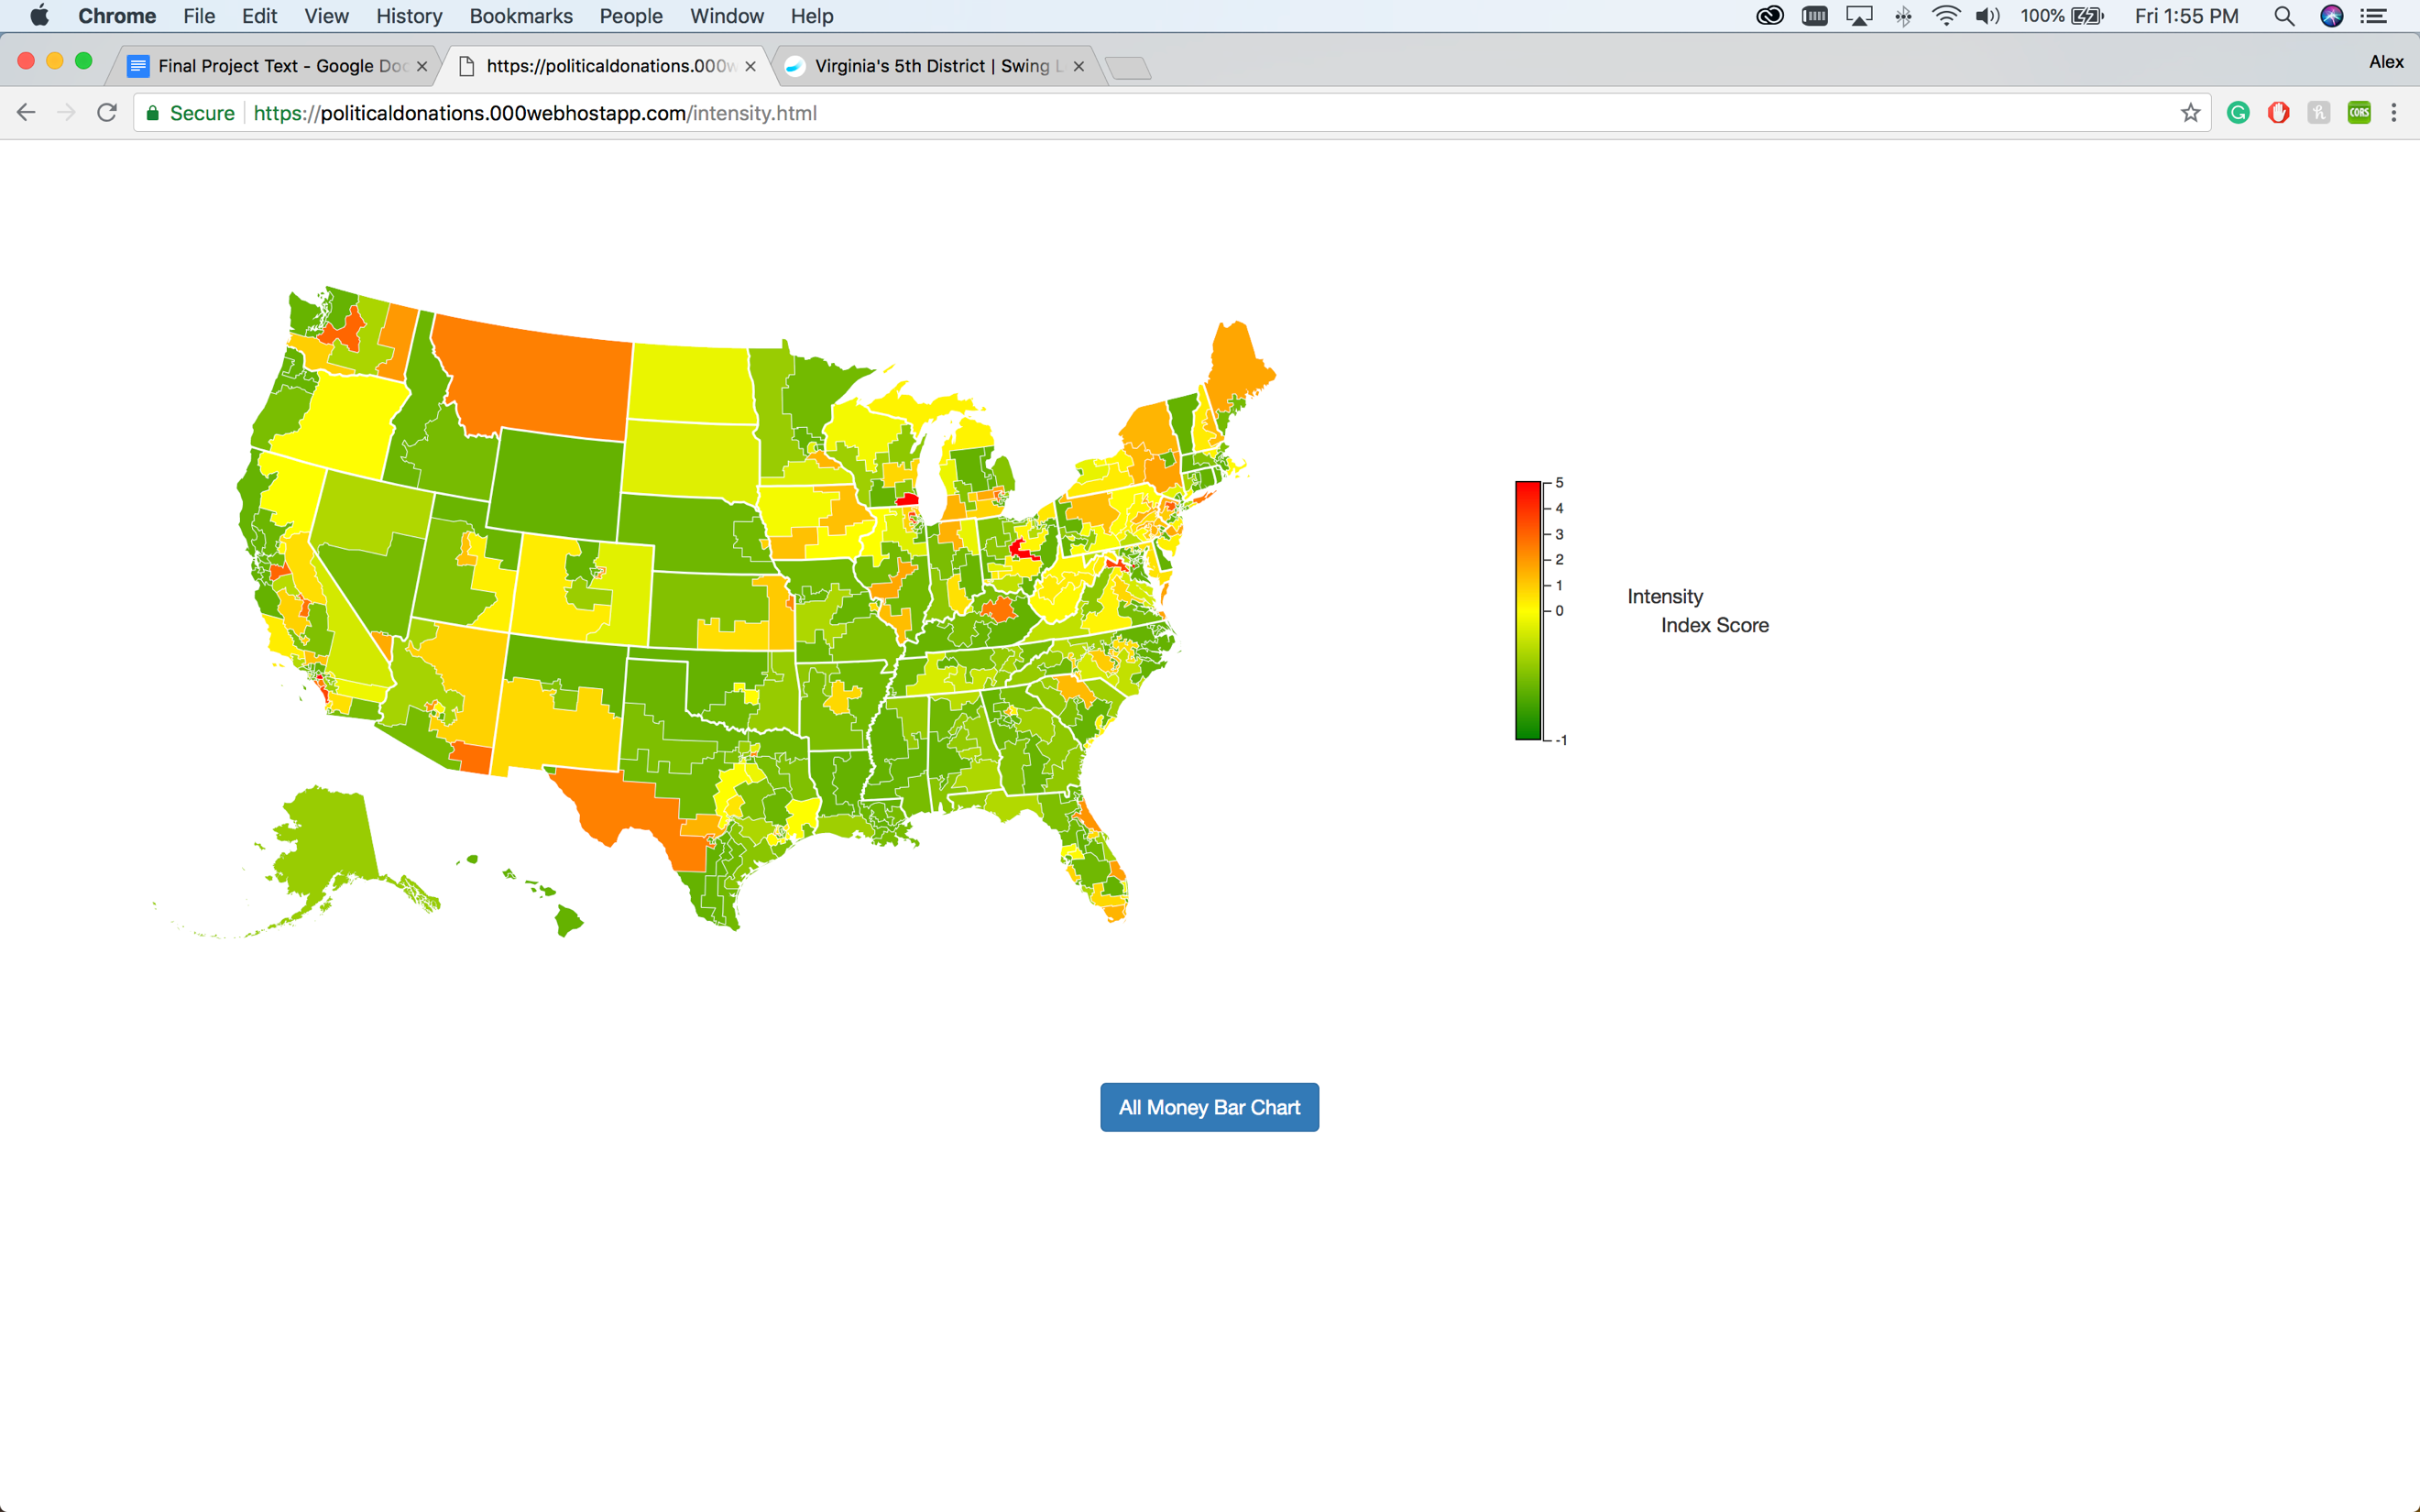 Chrome File Edit View History Bookmarks People Window Help 100% Fri 1:55 PM
Final Project Text - Google Doc
https://politicaldonations.000w
Virginia's 5th District | Swing L
Alex
Secure https://politicaldonations.000webhostapp.com/intensity.html
CORS
5
4
3
2
1
0
-1
Intensity
Index Score
All Money Bar Chart